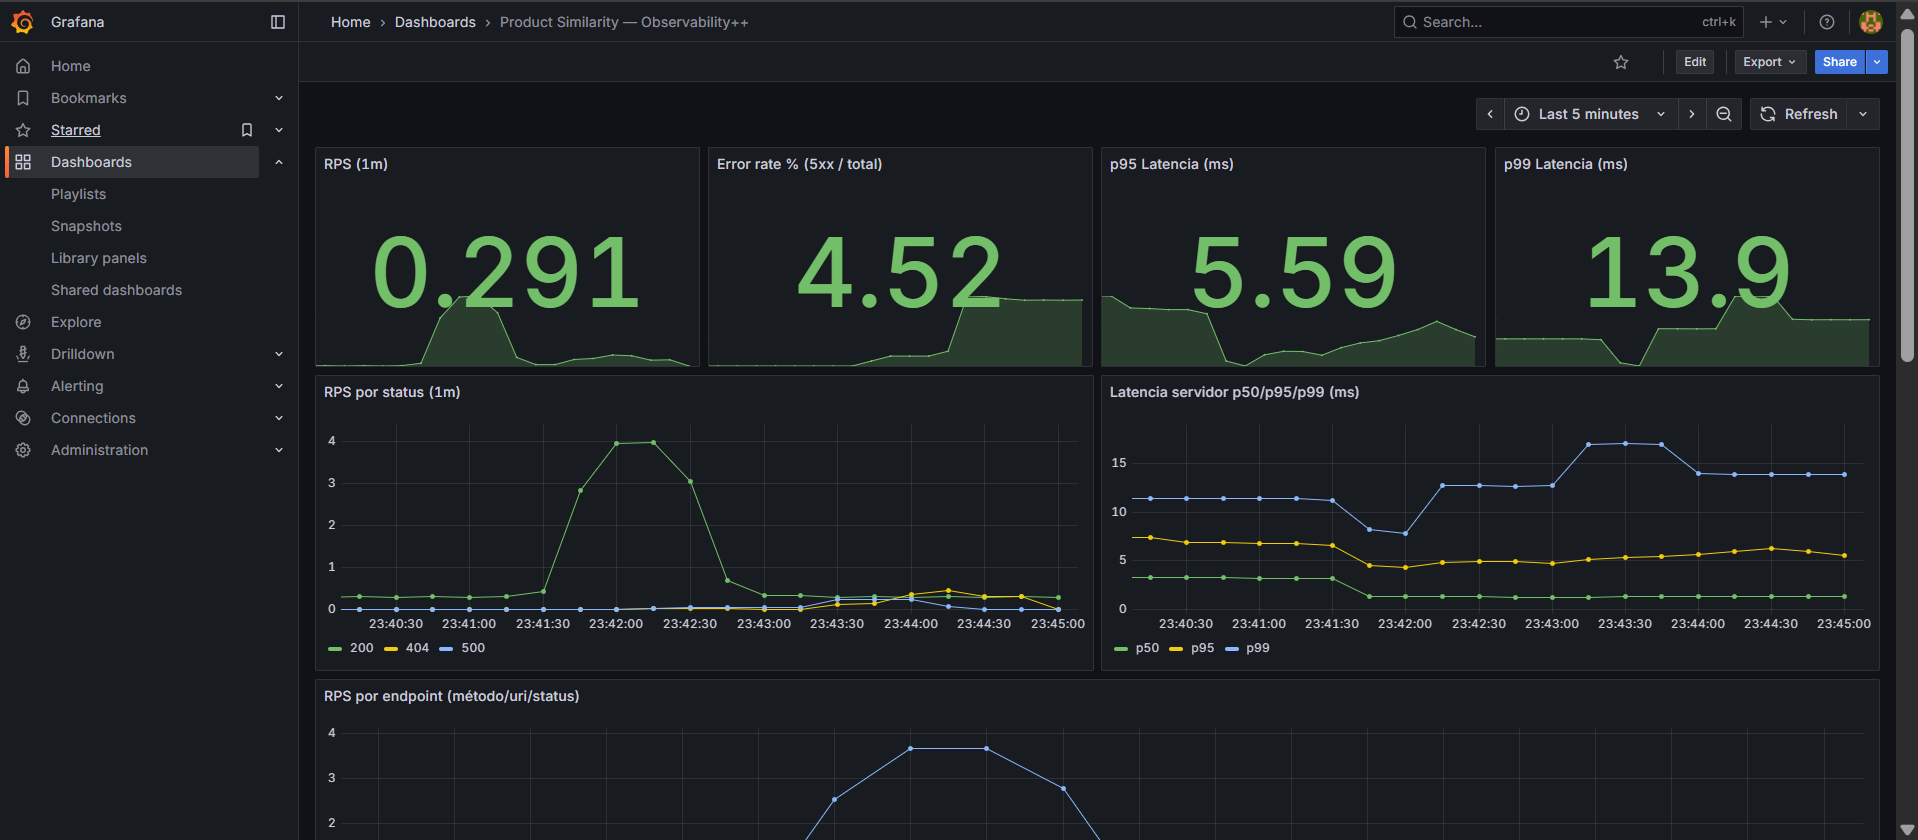 Grafana
Home › Dashboards › Product Similarity — Observability++
Search... ctrl+k
Home
Bookmarks
Starred
Dashboards
Playlists
Snapshots
Library panels
Shared dashboards
Explore
Drilldown
Alerting
Connections
Administration
Edit Export Share
Last 5 minutes Refresh
RPS (1m)
0.291
Error rate % (5xx / total)
4.52
p95 Latencia (ms)
5.59
p99 Latencia (ms)
13.9
RPS por status (1m)
4
3
2
1
0
23:40:30 23:41:00 23:41:30 23:42:00 23:42:30 23:43:00 23:43:30 23:44:00 23:44:30 23:45:00
200 404 500
Latencia servidor p50/p95/p99 (ms)
15
10
5
0
23:40:30 23:41:00 23:41:30 23:42:00 23:42:30 23:43:00 23:43:30 23:44:00 23:44:30 23:45:00
p50 p95 p99
RPS por endpoint (método/uri/status)
4
3
2